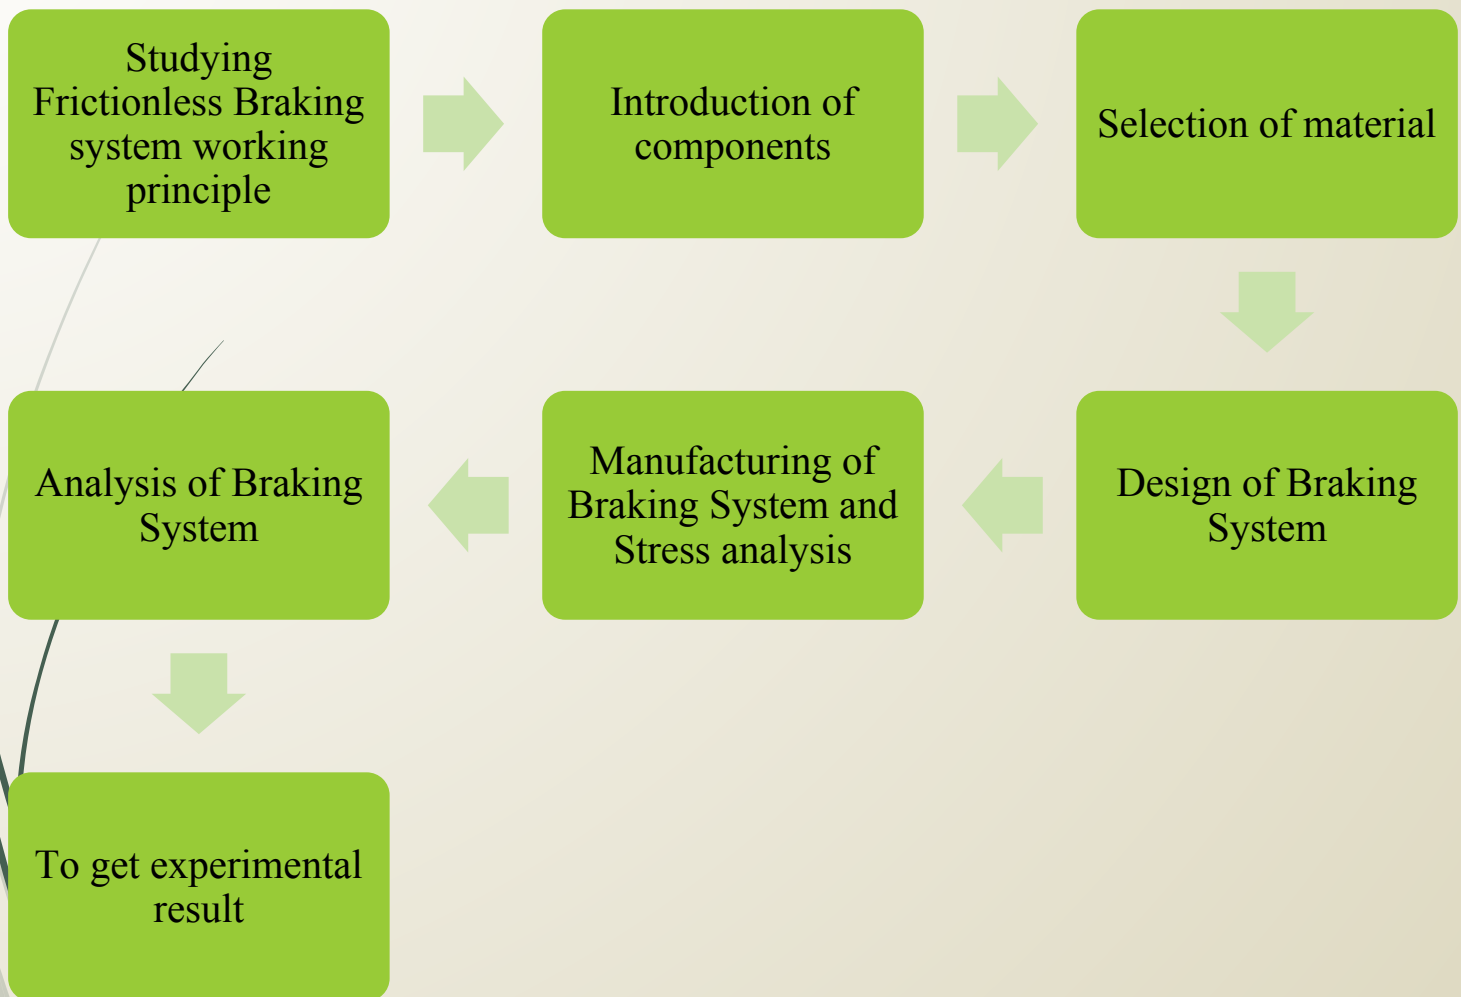 Studying
Frictionless Braking
system working
principle
Introduction of
components
Selection of material
Design of Braking
System
Manufacturing of
Braking System and
Stress analysis
Analysis of Braking
System
To get experimental
result